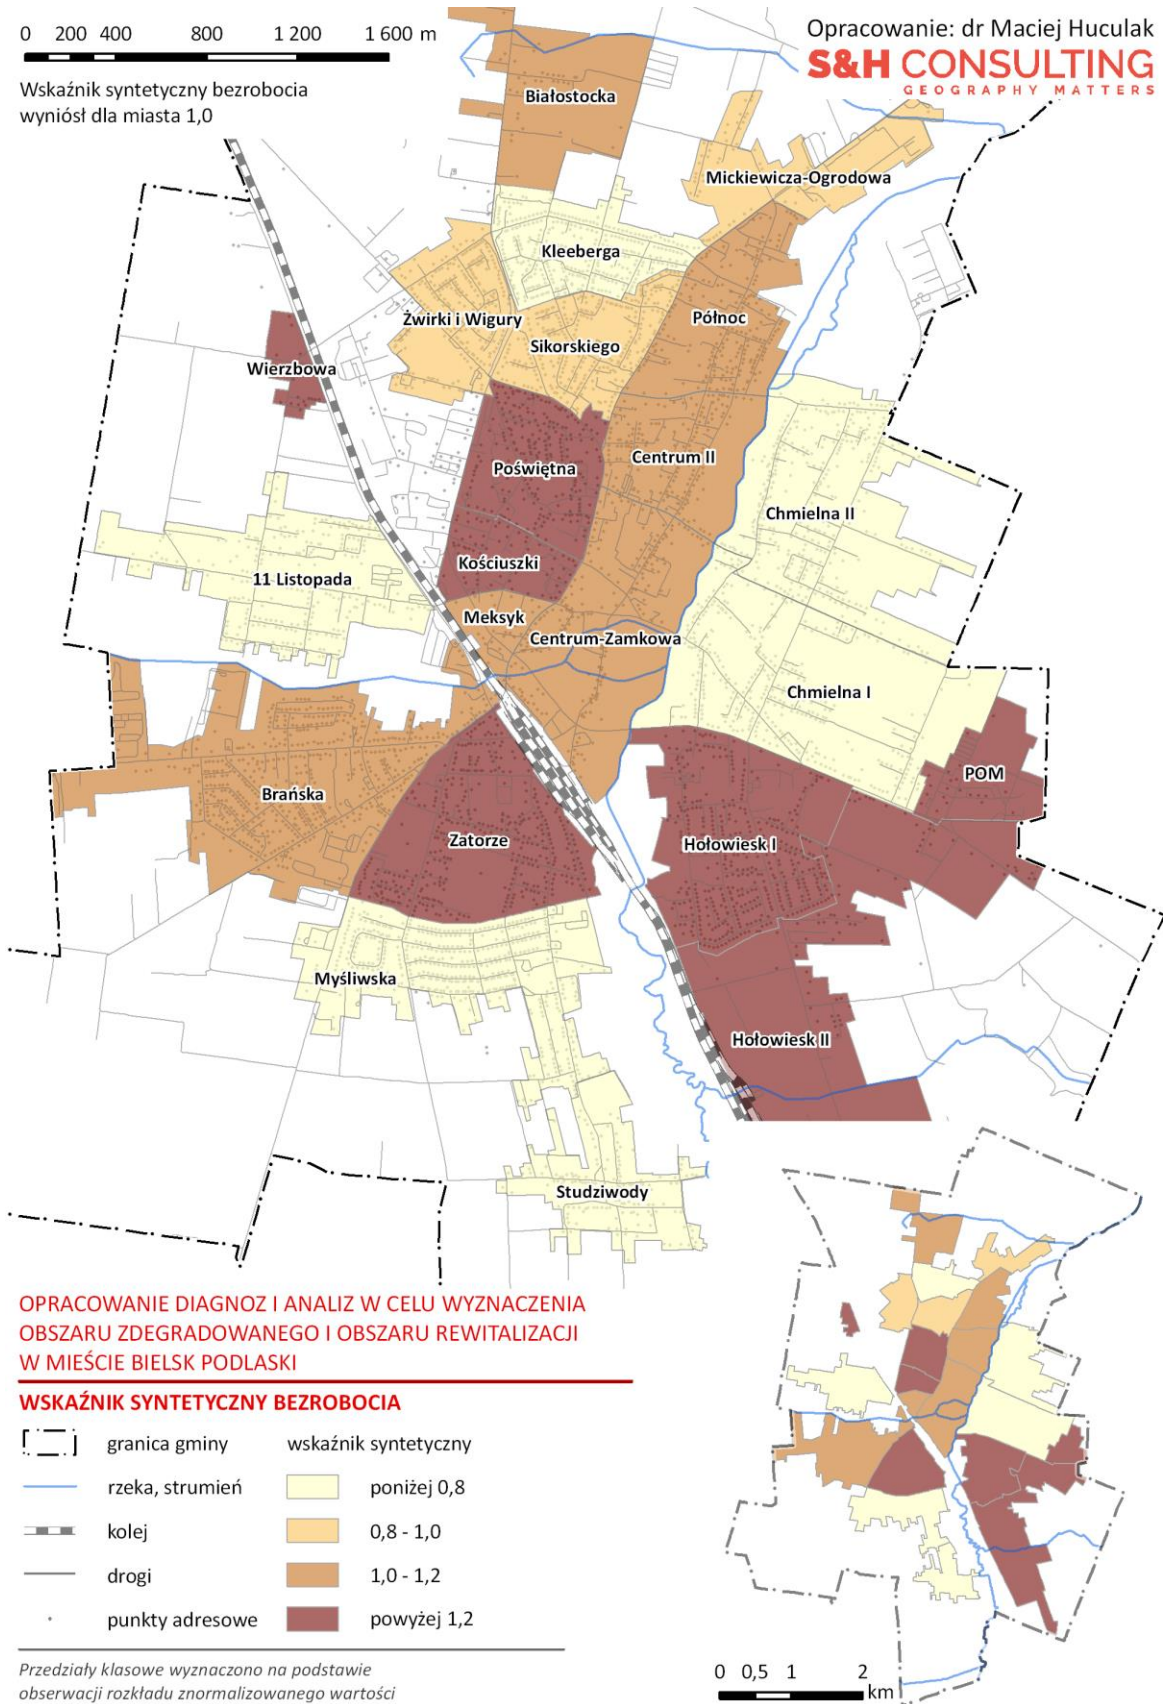 0 200 400 800 1 200 1 600 m
Wskaźnik syntetyczny bezrobocia
wyniósł dla miasta 1,0
Opracowanie: dr Maciej Huculak
S&H CONSULTING
GEOGRAPHY MATTERS
Białostocka
Mickiewicza-Ogrodowa
Kleeberga
Żwirki i Wigury
Północ
Sikorskiego
Wierzbowa
Poświętna
Centrum II
Chmielna II
Kościuszki
11 Listopada
Meksyk
Centrum-Zamkowa
Chmielna I
POM
Brańska
Zatorze
Hołowiesk I
Myśliwska
Hołowiesk II
Studziwody
OPRACOWANIE DIAGNOZ I ANALIZ W CELU WYZNACZENIA
OBSZARU ZDEGRADOWANEGO I OBSZARU REWITALIZACJI
W MIEŚCIE BIELSK PODLASKI
WSKAŹNIK SYNTETYCZNY BEZROBOCIA
granica gminy wskaźnik syntetyczny
rzeka, strumień poniżej 0,8
kolej 0,8 - 1,0
drogi 1,0 - 1,2
punkty adresowe powyżej 1,2
Przedziały klasowe wyznaczono na podstawie
obserwacji rozkładu znormalizowanego wartości
0 0,5 1 2
km